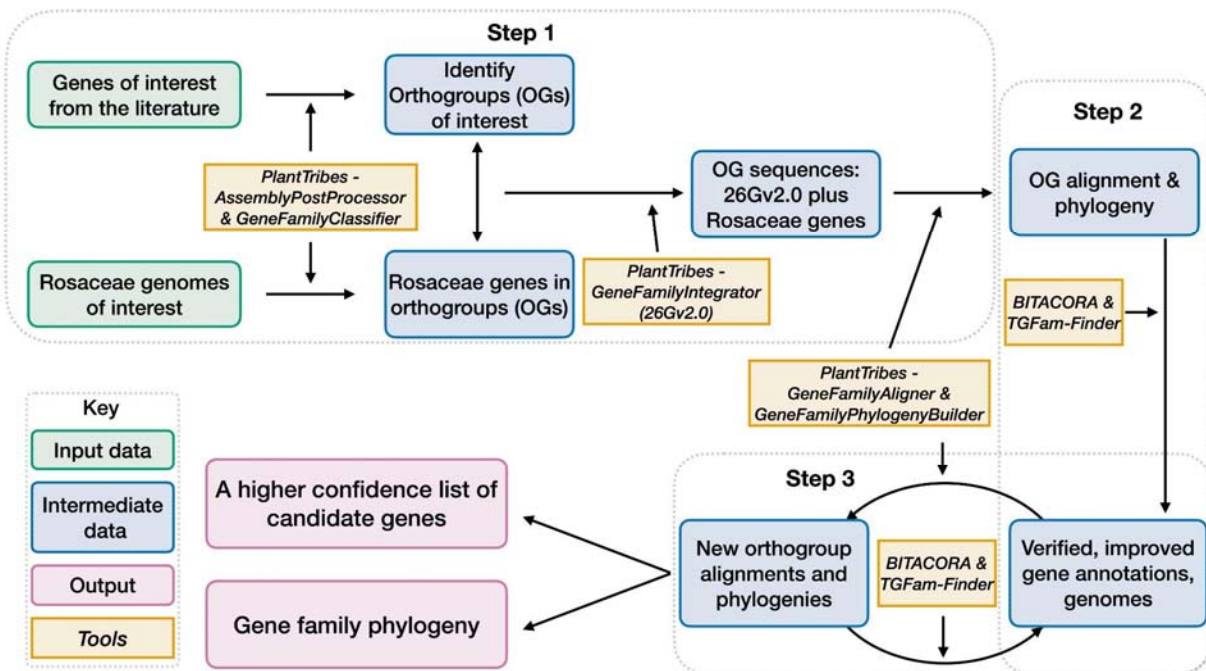 Step 1
Genes of interest
from the literature
Identify
Orthogroups (OGs)
of interest
PlantTribes -
AssemblyPostProcessor
& GeneFamilyClassifier
Rosaceae genomes
of interest
Rosaceae genes in
orthogroups (OGs)
OG sequences:
26Gv2.0 plus
Rosaceae genes
PlantTribes -
GeneFamilyIntegrator
(26Gv2.0)
Step 2
OG alignment &
phylogeny
BITACORA &
TGFam-Finder
PlantTribes -
GeneFamilyAligner &
GeneFamilyPhylogenyBuilder
Step 3
New orthogroup
alignments and
phylogenies
BITACORA &
TGFam-Finder
Verified, improved
gene annotations,
genomes
A higher confidence list of
candidate genes
Gene family phylogeny
Key
Input data
Intermediate
data
Output
Tools